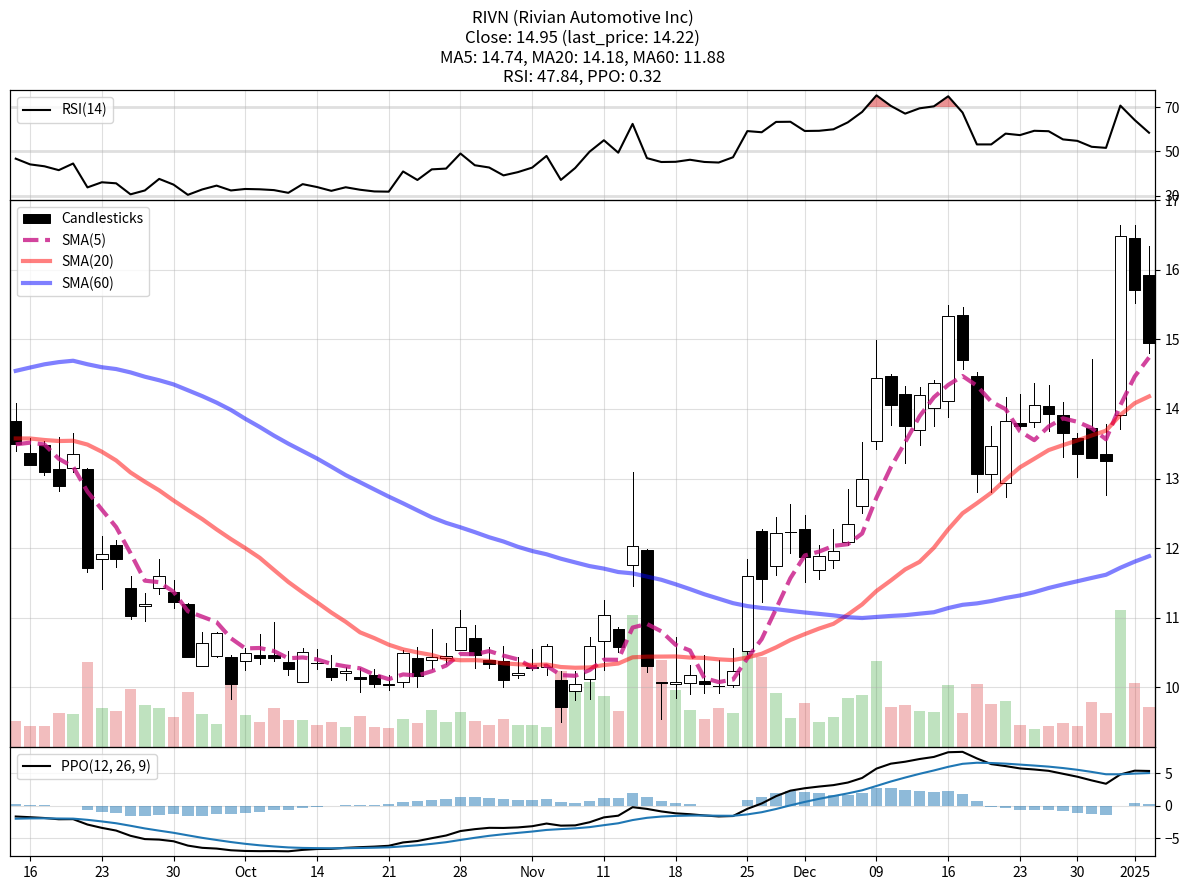 RIVN (Rivian Automotive Inc)
Close: 14.95 (last_price: 14.22)
MA5: 14.74, MA20: 14.18, MA60: 11.88
RSI: 47.84, PPO: 0.32
RSI(14)
70
50
30
Candlesticks
SMA(5)
SMA(20)
SMA(60)
17
16
15
14
13
12
11
10
PPO(12, 26, 9)
5
0
−5
16 23 30 Oct 14 21 28 Nov 11 18 25 Dec 09 16 23 30 2025